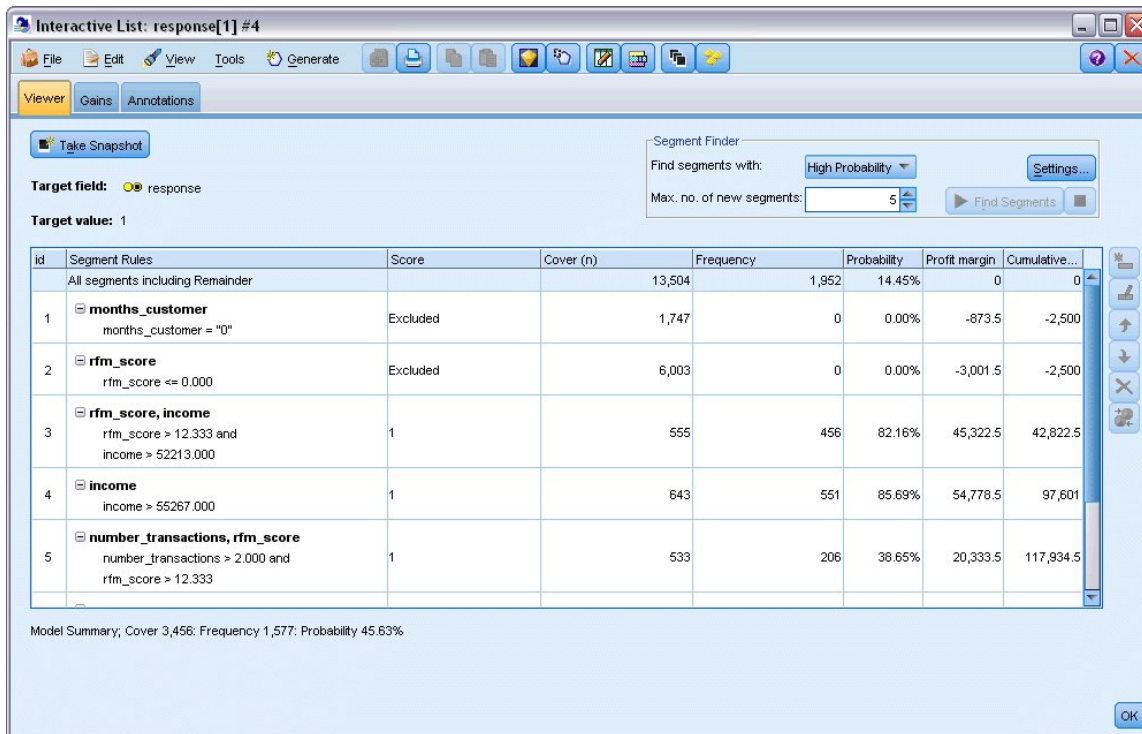 Interactive List: response[1] #4
File Edit View Tools Generate
Viewer Gains Annotations
Take Snapshot
Segment Finder
Find segments with: High Probability Settings...
Target field: response
Max. no. of new segments: 5 Find Segments
Target value: 1
id Segment Rules Score Cover (n) Frequency Probability Profit margin Cumulative...
All segments including Remainder 13,504 1,952 14.45% 0 0
months_customer
1 Excluded 1,747 0 0.00% -873.5 -2,500
months_customer = "0"
rfm_score
2 Excluded 6,003 0 0.00% -3,001.5 -2,500
rfm_score <= 0.000
rfm_score, income
3 rfm_score > 12.333 and 1 555 456 82.16% 45,322.5 42,822.5
income > 52213.000
income
4 1 643 551 85.69% 54,778.5 97,601
income > 55267.000
number_transactions, rfm_score
5 number_transactions > 2.000 and 1 533 206 38.65% 20,333.5 117,934.5
rfm_score > 12.333
Model Summary; Cover 3,456: Frequency 1,577: Probability 45.63%
OK